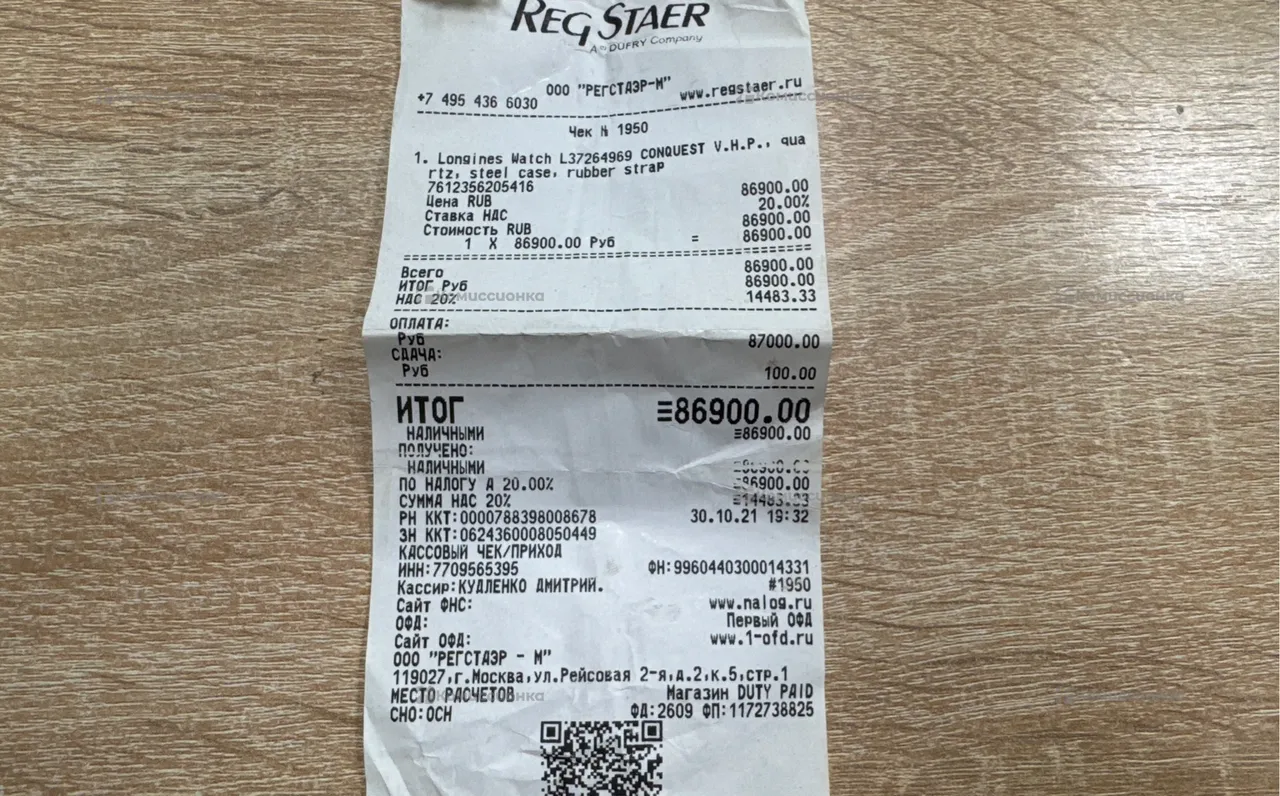 REG STAER
A DUFRY Company
ООО "РЕГСТАЭР-М"
+7 495 436 6030 www.regstaer.ru
Чек № 1950
1. Longines Watch L37264969 CONQUEST V.H.P., qua
rtz, steel case, rubber strap
7612356205416
Цена RUB 86900.00
Ставка НДС 20.00%
Стоимость RUB 86900.00
1 X 86900.00 Руб = 86900.00
Всего 86900.00
ИТОГ Руб 86900.00
НДС 20% 14483.33
ОПЛАТА:
Руб 87000.00
СДАЧА:
Руб 100.00
ИТОГ ≡86900.00
НАЛИЧНЫМИ ≡86900.00
ПОЛУЧЕНО:
НАЛИЧНЫМИ
ПО НАЛОГУ А 20.00% ≡86900.00
СУММА НДС 20% ≡14483.33
РН ККТ:0000788398008678 30.10.21 19:32
ЗН ККТ:0624360008050449
КАССОВЫЙ ЧЕК/ПРИХОД
ИНН:7709565395 ФН:9960440300014331
Кассир:КУДЛЕНКО ДМИТРИЙ. #1950
Сайт ФНС: www.nalog.ru
ОФД: Первый ОФД
Сайт ОФД: www.1-ofd.ru
ООО "РЕГСТАЭР - М"
119027,г.Москва,ул.Рейсовая 2-я,д.2,к.5,стр.1
МЕСТО РАСЧЕТОВ Магазин DUTY PAID
СНО:ОСН ФД:2609 ФП:1172738825